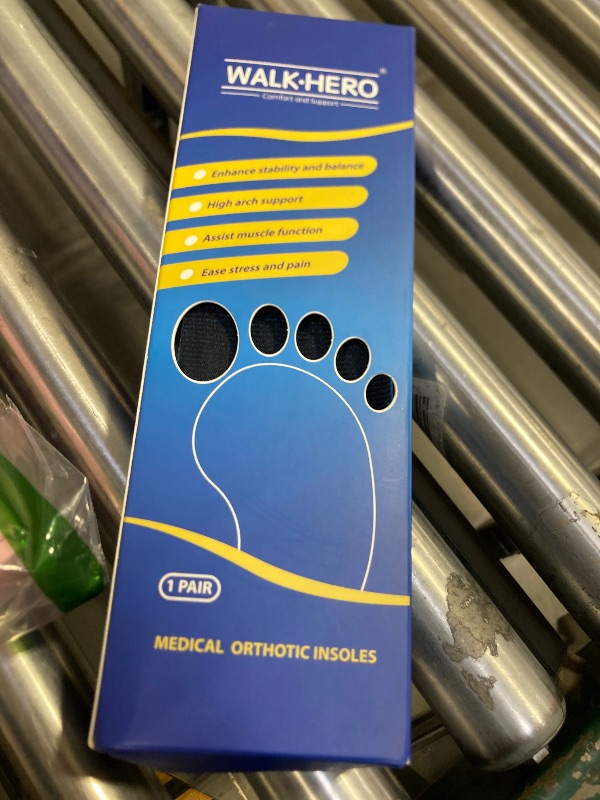 WALK·HERO®
Comfort and Support
Enhance stability and balance
High arch support
Assist muscle function
Ease stress and pain
1 PAIR
MEDICAL ORTHOTIC INSOLES